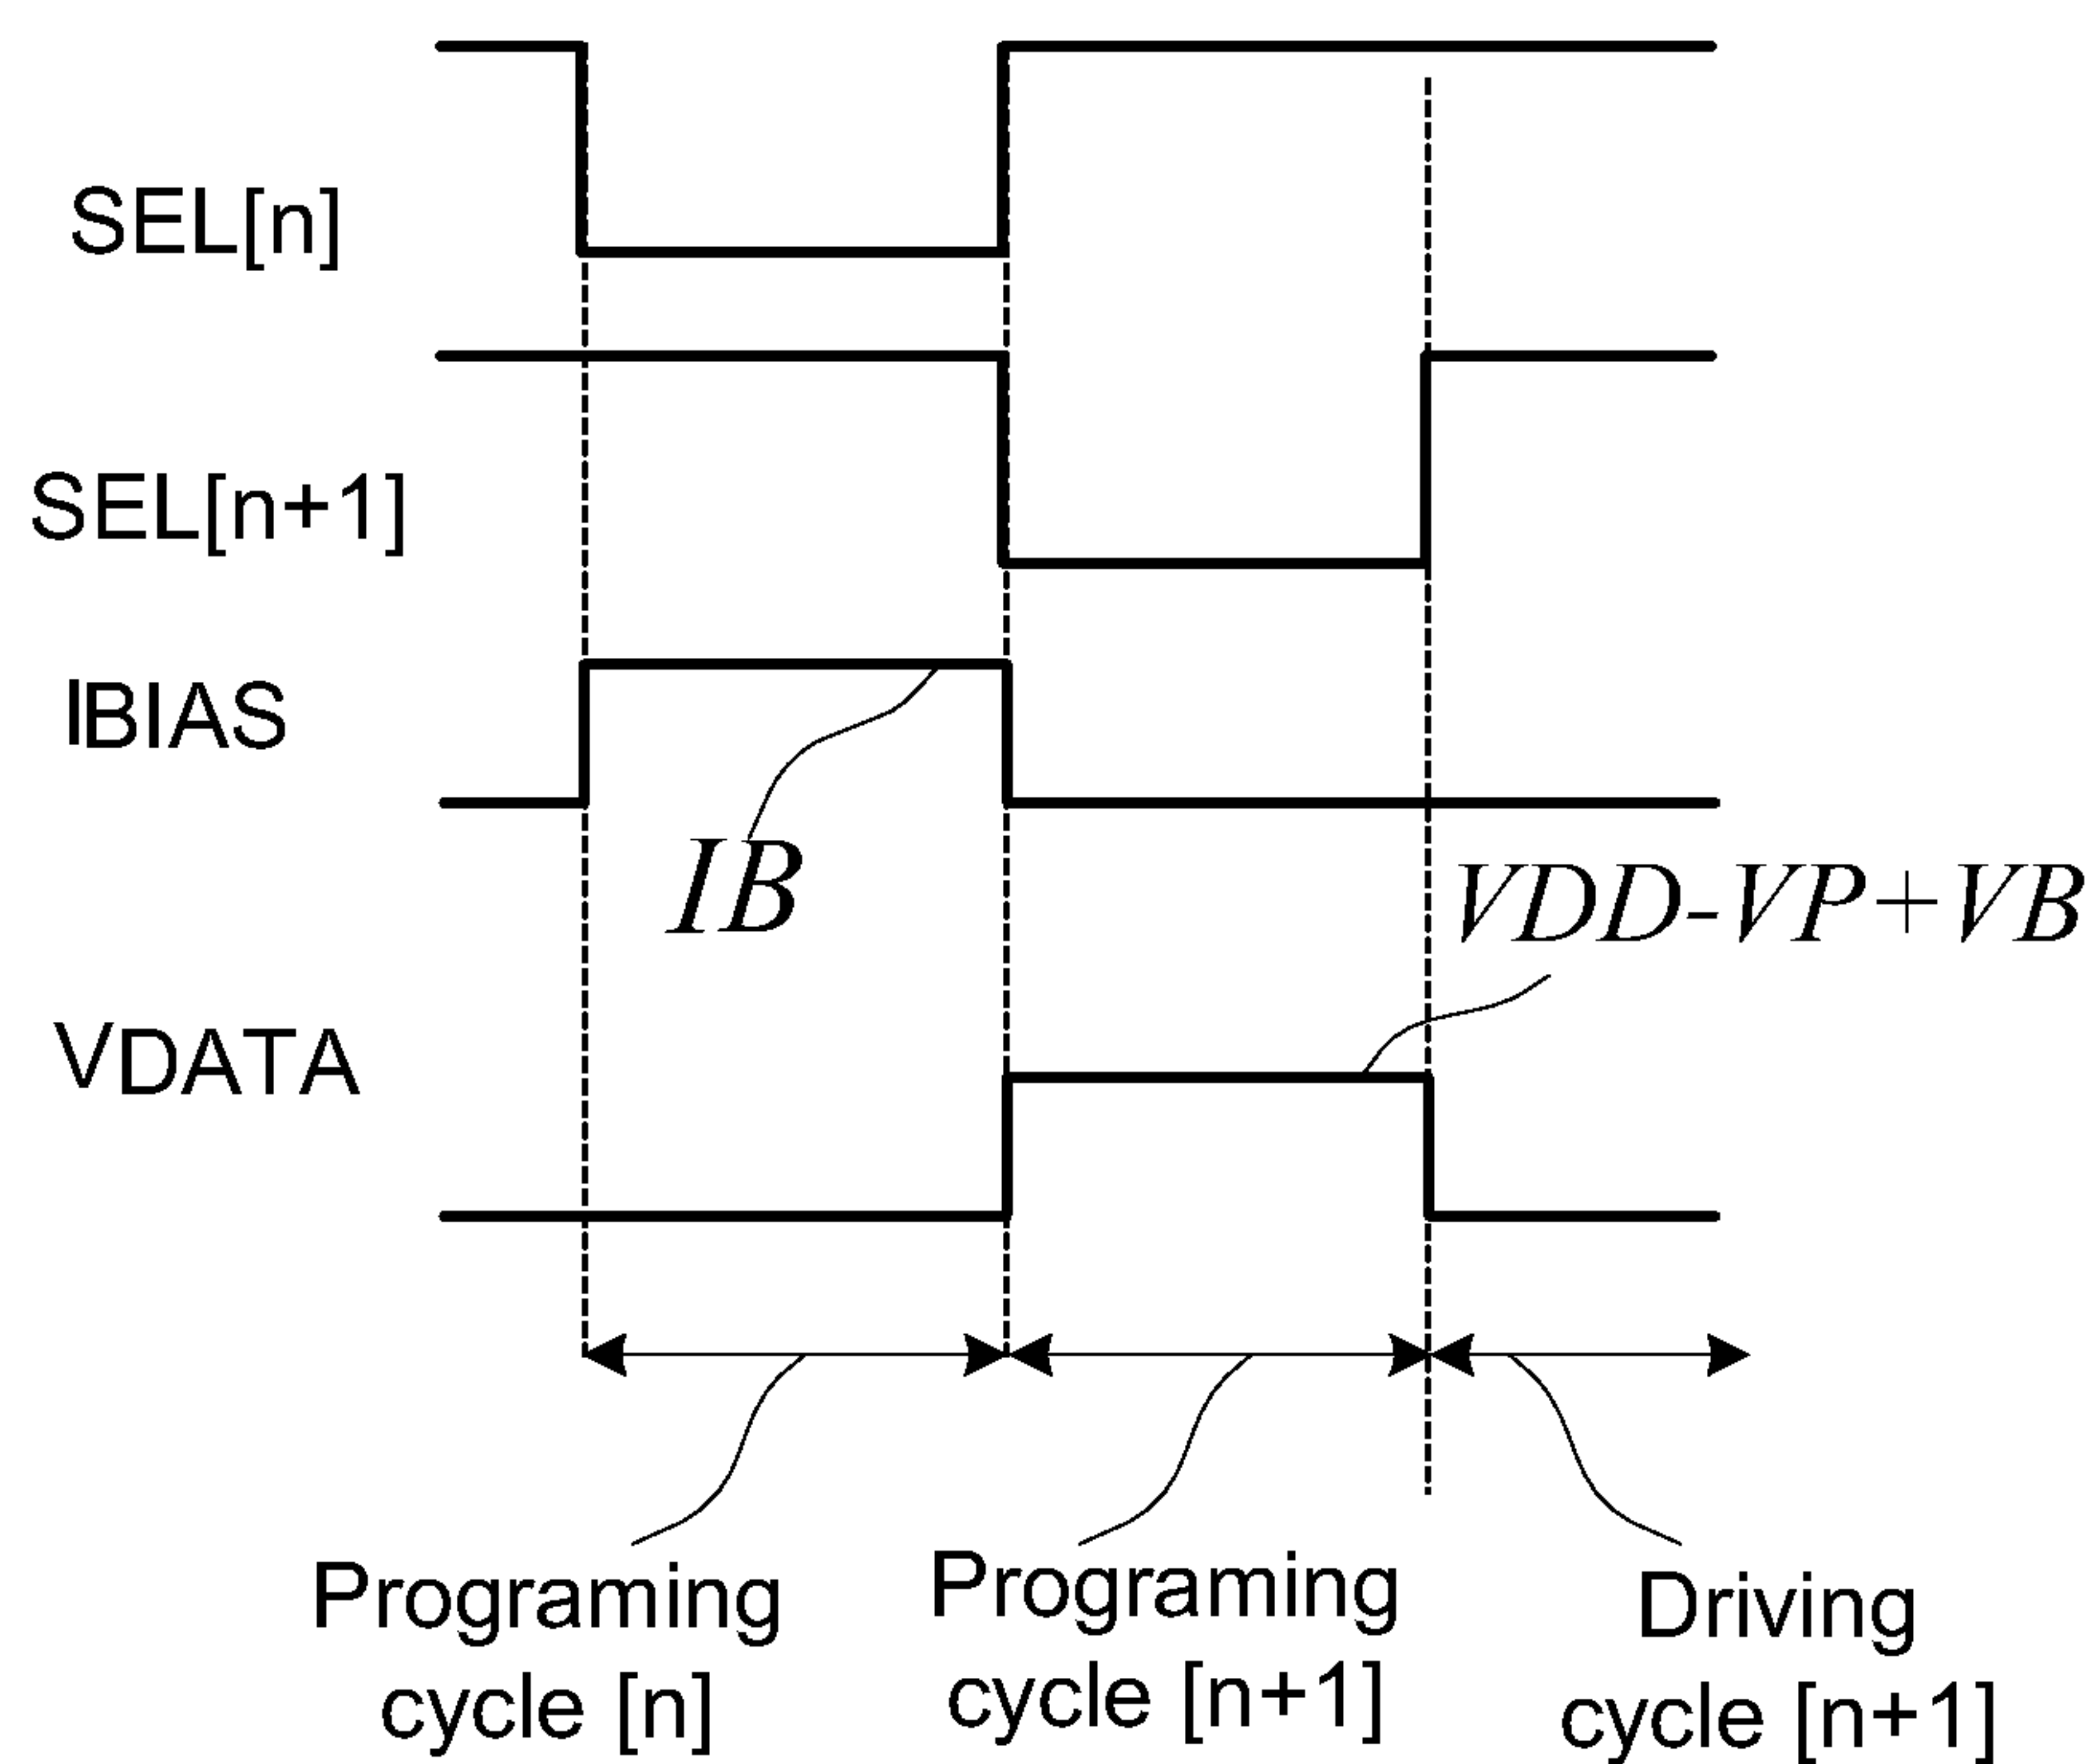 SEL[n]
SEL[n+1]
IBIAS
IB
VDD-VP+VB
VDATA
Programing
cycle [n]
Programing
cycle [n+1]
Driving
cycle [n+1]